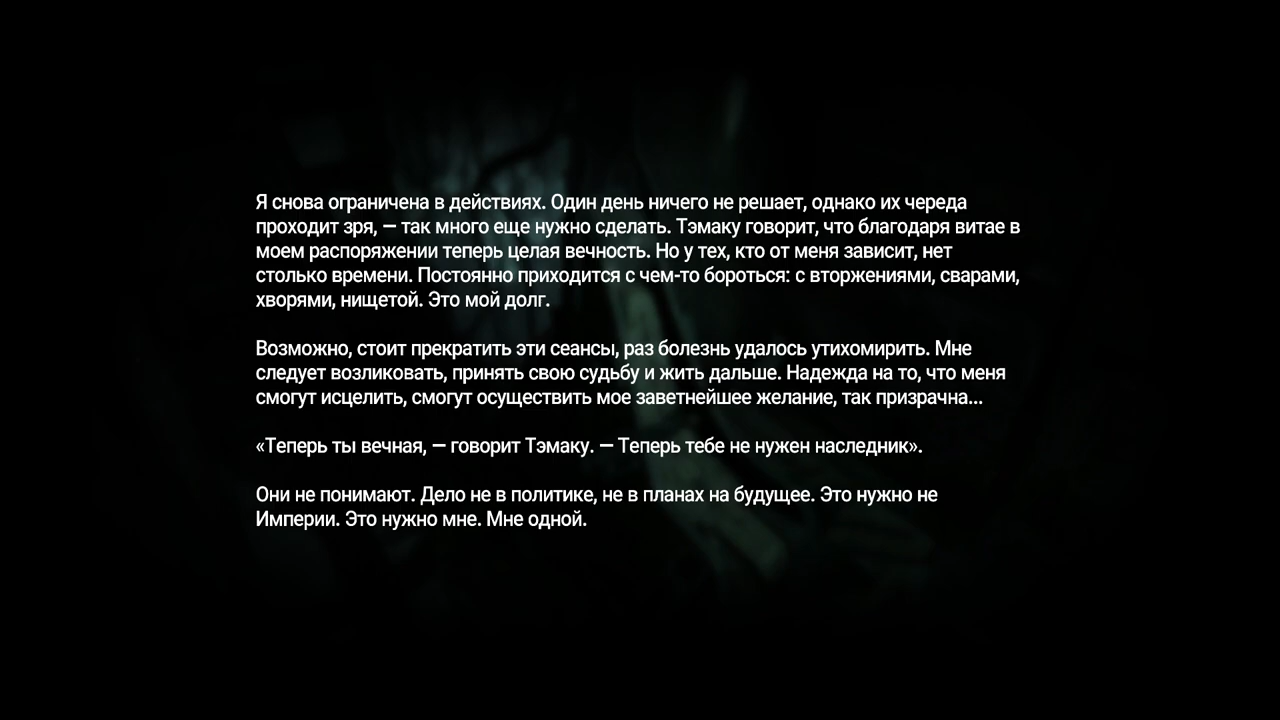 Я снова ограничена в действиях. Один день ничего не решает, однако их череда
проходит зря, — так много еще нужно сделать. Тэмаку говорит, что благодаря витае в
моем распоряжении теперь целая вечность. Но у тех, кто от меня зависит, нет
столько времени. Постоянно приходится с чем-то бороться: с вторжениями, сварами,
хворями, нищетой. Это мой долг.
Возможно, стоит прекратить эти сеансы, раз болезнь удалось утихомирить. Мне
следует возликовать, принять свою судьбу и жить дальше. Надежда на то, что меня
смогут исцелить, смогут осуществить мое заветнейшее желание, так призрачна...
«Теперь ты вечная, — говорит Тэмаку. — Теперь тебе не нужен наследник».
Они не понимают. Дело не в политике, не в планах на будущее. Это нужно не
Империи. Это нужно мне. Мне одной.